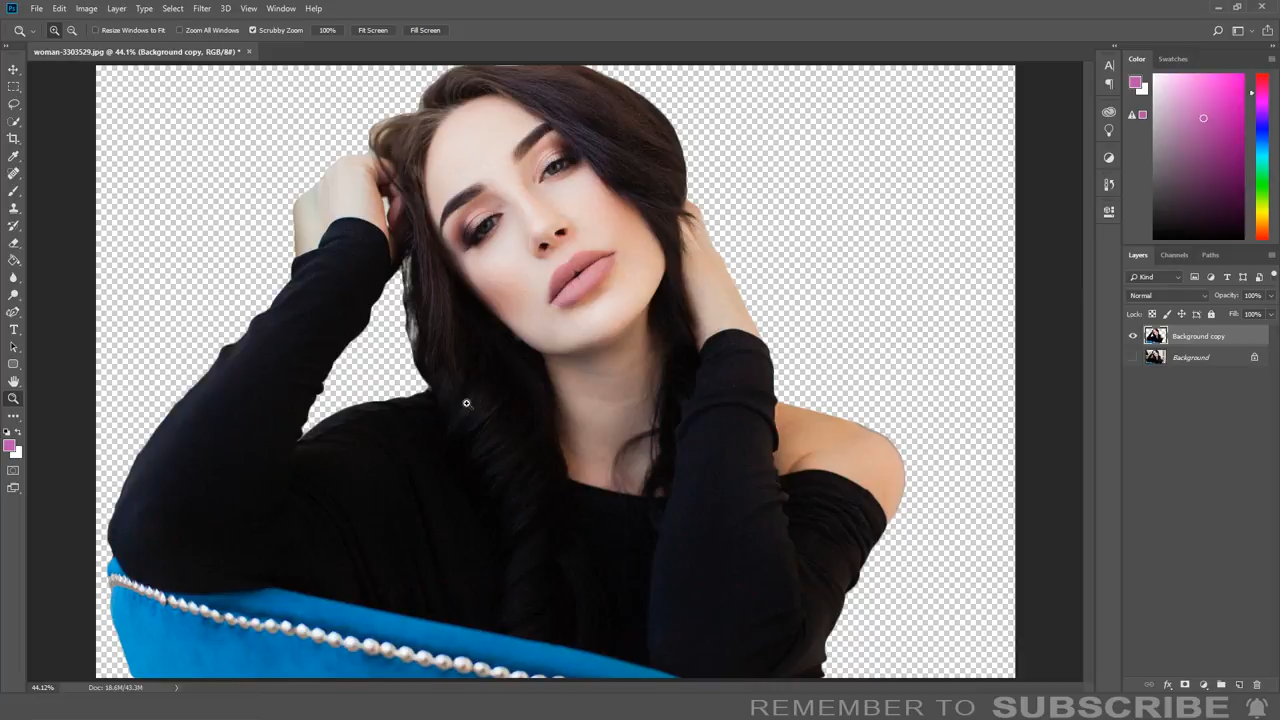 Ps File Edit Image Layer Type Select Filter 3D View Window Help
Resize Windows to Fit Zoom All Windows Scrubby Zoom 100% Fit Screen Fill Screen
woman-3303529.jpg @ 44.1% (Background copy, RGB/8#) * ×
Color Swatches
Layers Channels Paths
Kind
Normal Opacity: 100%
Lock: Fill: 100%
Background copy
Background
44.12% Doc: 18.6M/43.3M
REMEMBER TO SUBSCRIBE